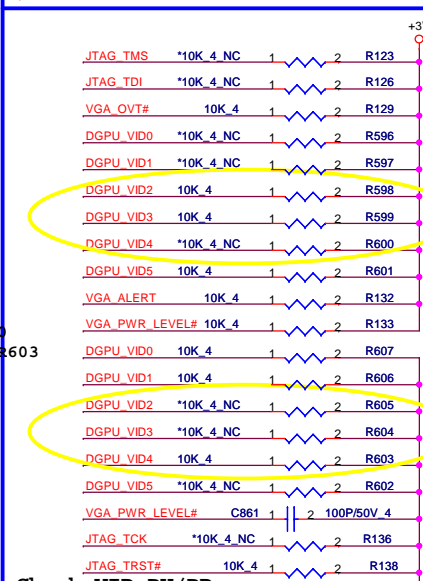 +3
JTAG_TMS *10K_4_NC 1 2 R123
JTAG_TDI *10K_4_NC 1 2 R126
VGA_OVT# 10K_4 1 2 R129
DGPU_VID0 *10K_4_NC 1 2 R596
DGPU_VID1 *10K_4_NC 1 2 R597
DGPU_VID2 10K_4 1 2 R598
DGPU_VID3 10K_4 1 2 R599
DGPU_VID4 *10K_4_NC 1 2 R600
DGPU_VID5 10K_4 1 2 R601
VGA_ALERT 10K_4 1 2 R132
VGA_PWR_LEVEL# 10K_4 1 2 R133
R603
DGPU_VID0 10K_4 1 2 R607
DGPU_VID1 10K_4 1 2 R606
DGPU_VID2 *10K_4_NC 1 2 R605
DGPU_VID3 *10K_4_NC 1 2 R604
DGPU_VID4 10K_4 1 2 R603
DGPU_VID5 *10K_4_NC 1 2 R602
VGA_PWR_LEVEL# C861 1 2 100P/50V_4
JTAG_TCK *10K_4_NC 1 2 R136
JTAG_TRST# 10K_4 1 2 R138